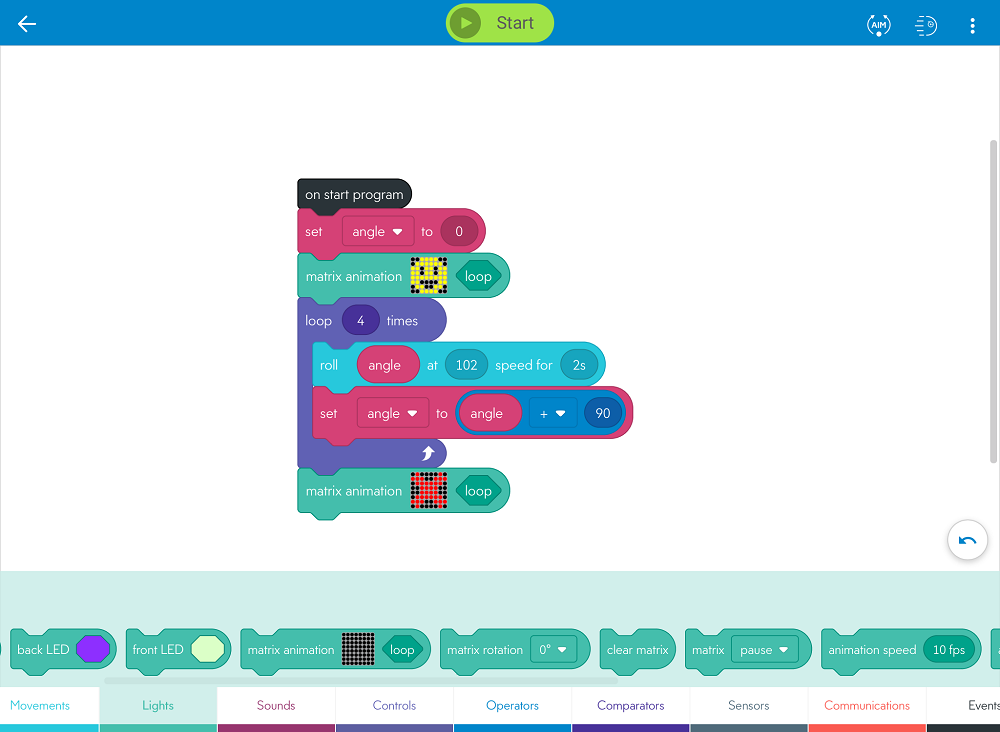 Start
AIM
on start program
set angle to 0
matrix animation loop
loop 4 times
roll angle at 102 speed for 2s
set angle to angle + 90
matrix animation loop
back LED front LED matrix animation loop matrix rotation 0° clear matrix matrix pause animation speed 10 fps
Movements Lights Sounds Controls Operators Comparators Sensors Communications Events